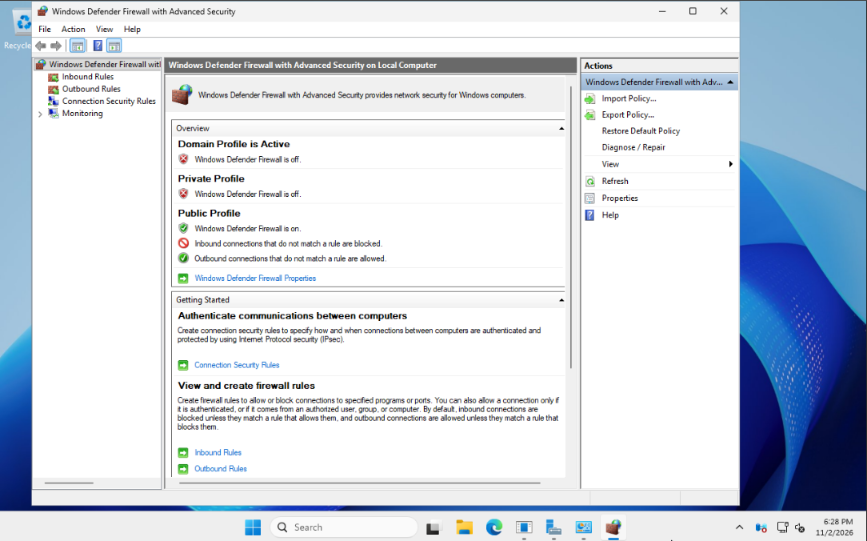 Windows Defender Firewall with Advanced Security
File Action View Help
Recycle
Windows Defender Firewall wit
Inbound Rules
Outbound Rules
Connection Security Rules
Monitoring
Windows Defender Firewall with Advanced Security on Local Computer
Windows Defender Firewall with Advanced Security provides network security for Windows computers.
Overview
Domain Profile is Active
Windows Defender Firewall is off.
Private Profile
Windows Defender Firewall is off.
Public Profile
Windows Defender Firewall is on.
Inbound connections that do not match a rule are blocked.
Outbound connections that do not match a rule are allowed.
Windows Defender Firewall Properties
Getting Started
Authenticate communications between computers
Create connection security rules to specify how and when connections between computers are authenticated and
protected by using Internet Protocol security (IPsec).
Connection Security Rules
View and create firewall rules
Create firewall rules to allow or block connections to specified programs or ports. You can also allow a connection only if
it is authenticated, or if it comes from an authorized user, group, or computer. By default, inbound connections are
blocked unless they match a rule that allows them, and outbound connections are allowed unless they match a rule that
blocks them.
Inbound Rules
Outbound Rules
Actions
Windows Defender Firewall with Adv...
Import Policy...
Export Policy...
Restore Default Policy
Diagnose / Repair
View
Refresh
Properties
Help
Search
6:28 PM
11/2/2026